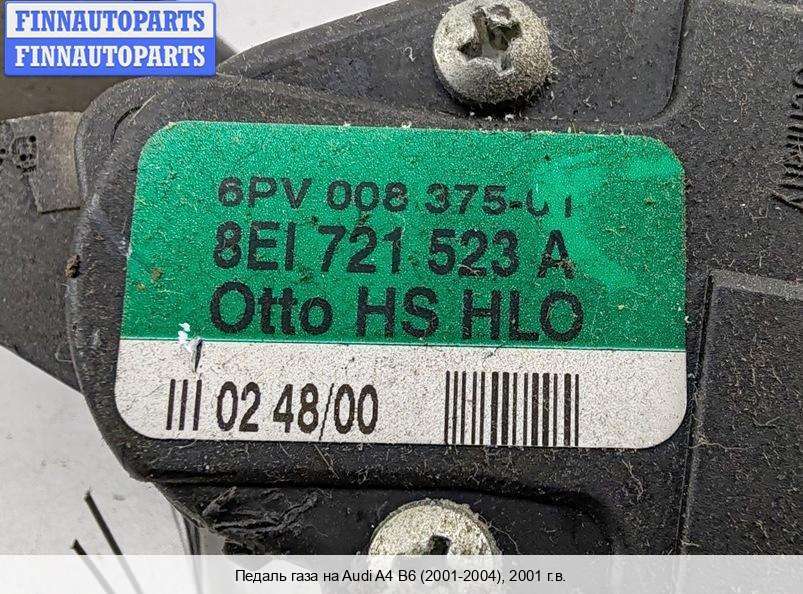 FINNAUTOPARTS
FINNAUTOPARTS
6PV 008 375-01
8E1 721 523 A
Otto HS HLO
02 48/00
Педаль газа на Audi A4 B6 (2001-2004), 2001 г.в.